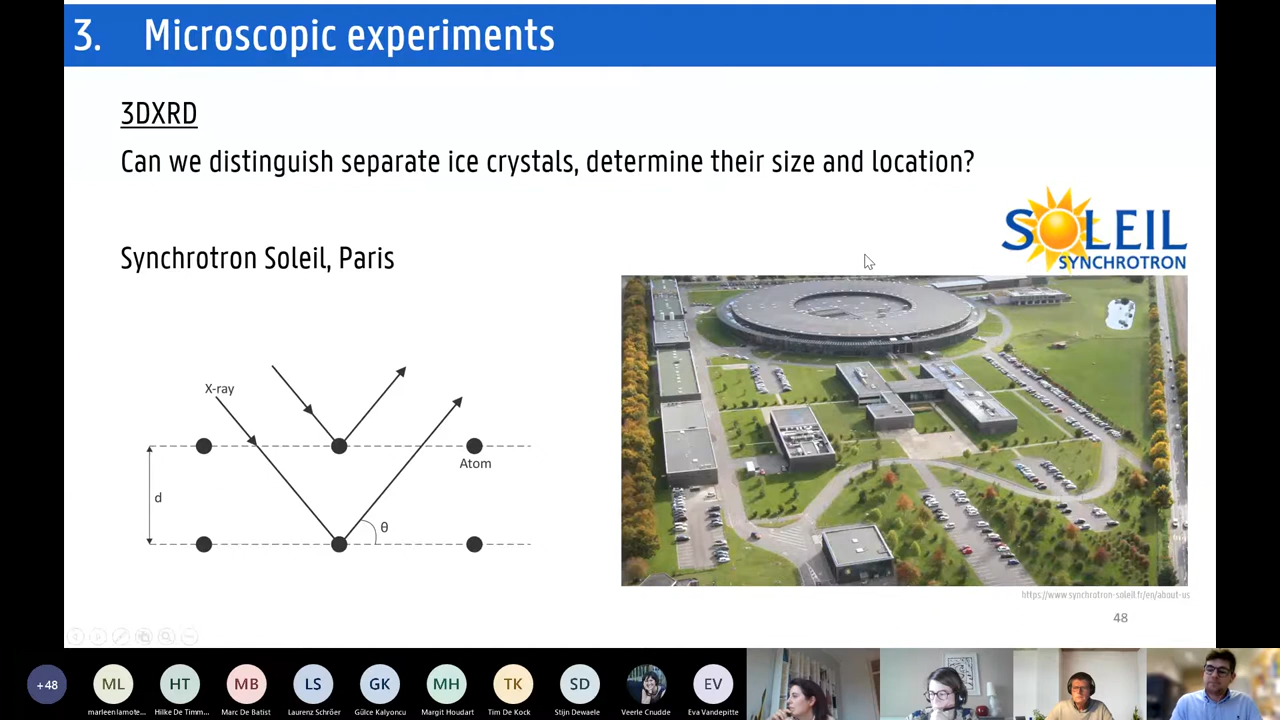 3. Microscopic experiments
3DXRD
Can we distinguish separate ice crystals, determine their size and location?
SOLEIL
SYNCHROTRON
Synchrotron Soleil, Paris
X-ray
Atom
d
θ
https://www.synchrotron-soleil.fr/en/about-us
48
+48
ML
HT
MB
LS
GK
MH
TK
SD
EV
marleen lamote...
Hilke De Timm...
Marc De Batist
Laurenz Schröer
Gülce Kalyoncu
Margit Houdart
Tim De Kock
Stijn Dewaele
Veerle Cnudde
Eva Vandepitte